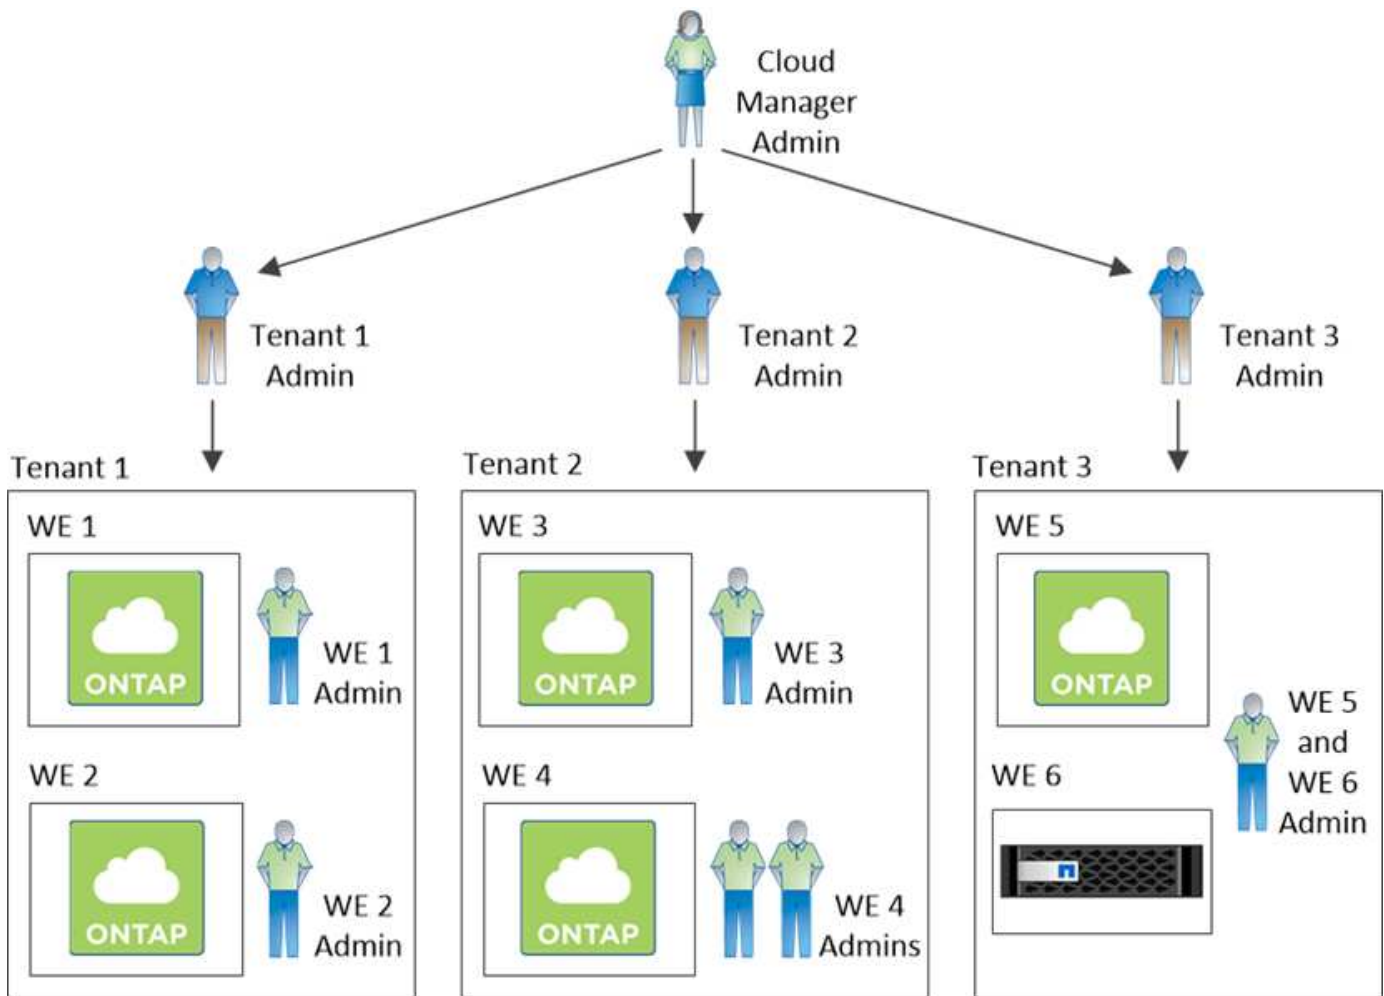 Cloud
Manager
Admin
Tenant 1
Admin
Tenant 2
Admin
Tenant 3
Admin
Tenant 1
WE 1
ONTAP
WE 1
Admin
WE 2
ONTAP
WE 2
Admin
Tenant 2
WE 3
ONTAP
WE 3
Admin
WE 4
ONTAP
WE 4
Admins
Tenant 3
WE 5
ONTAP
WE 6
WE 5
and
WE 6
Admin